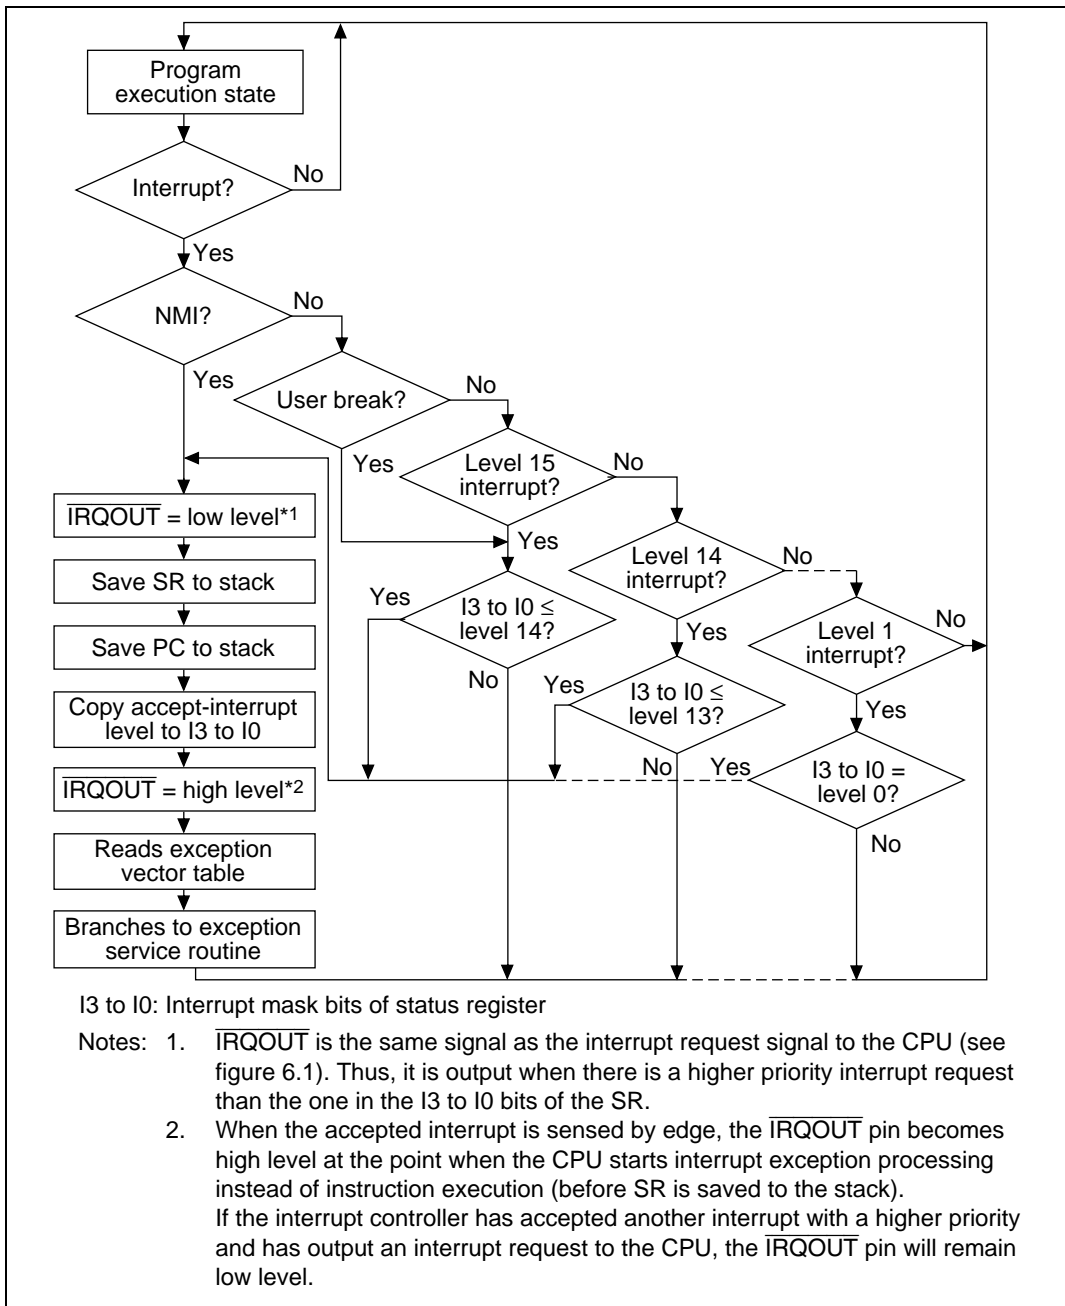 Program
execution state
Interrupt?
No
Yes
NMI?
No
Yes
User break?
No
Yes
Level 15
interrupt?
No
Yes
Level 14
interrupt?
No
Yes
Level 1
interrupt?
No
Yes
I3 to I0 ≤
level 14?
Yes
No
I3 to I0 ≤
level 13?
Yes
No
I3 to I0 =
level 0?
Yes
No
IRQOUT = low level*1
Save SR to stack
Save PC to stack
Copy accept-interrupt
level to I3 to I0
IRQOUT = high level*2
Reads exception
vector table
Branches to exception
service routine
I3 to I0: Interrupt mask bits of status register
Notes: 1. IRQOUT is the same signal as the interrupt request signal to the CPU (see
figure 6.1). Thus, it is output when there is a higher priority interrupt request
than the one in the I3 to I0 bits of the SR.
2. When the accepted interrupt is sensed by edge, the IRQOUT pin becomes
high level at the point when the CPU starts interrupt exception processing
instead of instruction execution (before SR is saved to the stack).
If the interrupt controller has accepted another interrupt with a higher priority
and has output an interrupt request to the CPU, the IRQOUT pin will remain
low level.